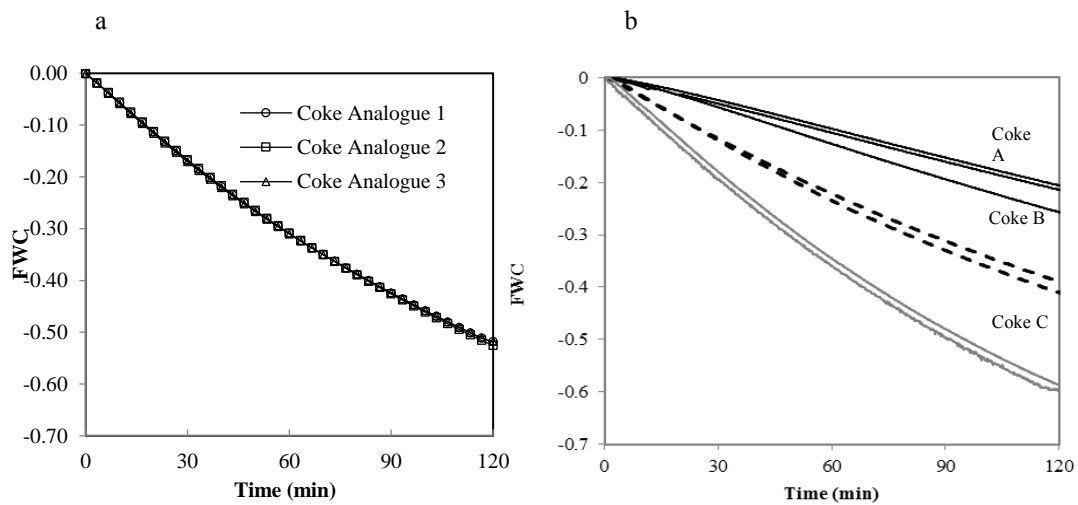 a
0.00
-0.10
-0.20
-0.30
-0.40
-0.50
-0.60
-0.70
FWC
Coke Analogue 1
Coke Analogue 2
Coke Analogue 3
0 30 60 90 120
Time (min)
b
0
-0.1
-0.2
-0.3
-0.4
-0.5
-0.6
-0.7
FWC
Coke
A
Coke B
Coke C
0 30 60 90 120
Time (min)